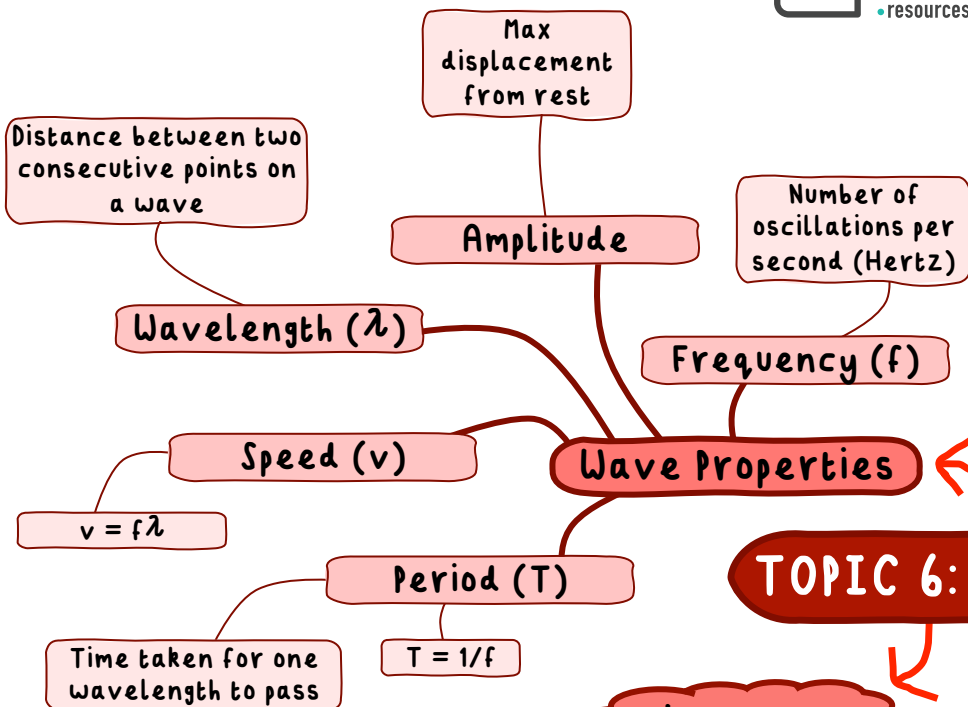 resources
Max
displacement
from rest
Distance between two
consecutive points on
a wave
Number of
oscillations per
second (Hertz)
Amplitude
Wavelength (λ)
Frequency (f)
Speed (v)
Wave Properties
v = fλ
Period (T)
TOPIC 6:
Time taken for one
wavelength to pass
T = 1/f